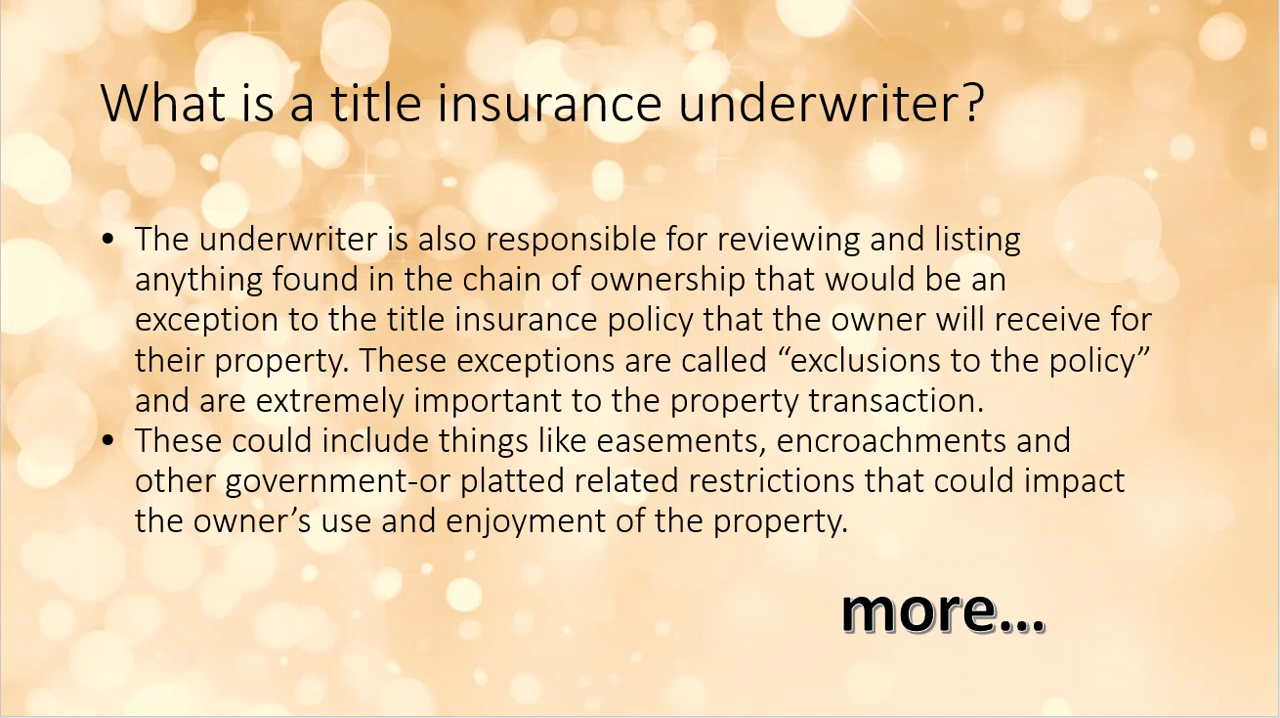 What is a title insurance underwriter?
• The underwriter is also responsible for reviewing and listing
anything found in the chain of ownership that would be an
exception to the title insurance policy that the owner will receive for
their property. These exceptions are called “exclusions to the policy”
and are extremely important to the property transaction.
• These could include things like easements, encroachments and
other government-or platted related restrictions that could impact
the owner’s use and enjoyment of the property.
more...